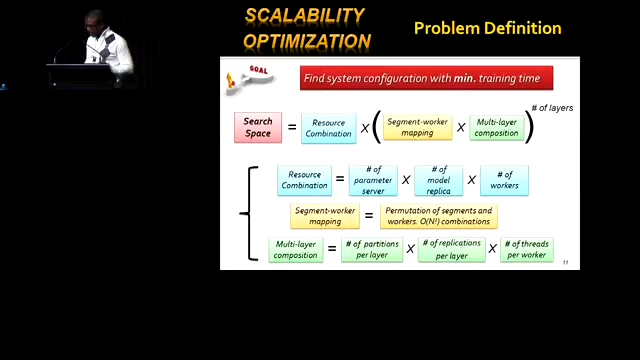 SCALABILITY
OPTIMIZATION
Problem Definition
GOAL
Find system configuration with min. training time
Search
Space
=
Resource
Combination
X
(
Segment-worker
mapping
X
Multi-layer
composition
)
# of layers
Resource
Combination
=
# of
parameter
server
X
# of
model
replica
X
# of
workers
Segment-worker
mapping
=
Permutation of segments and
workers: O(N!) combinations
Multi-layer
composition
=
# of partitions
per layer
X
# of replications
per layer
X
# of threads
per worker
11